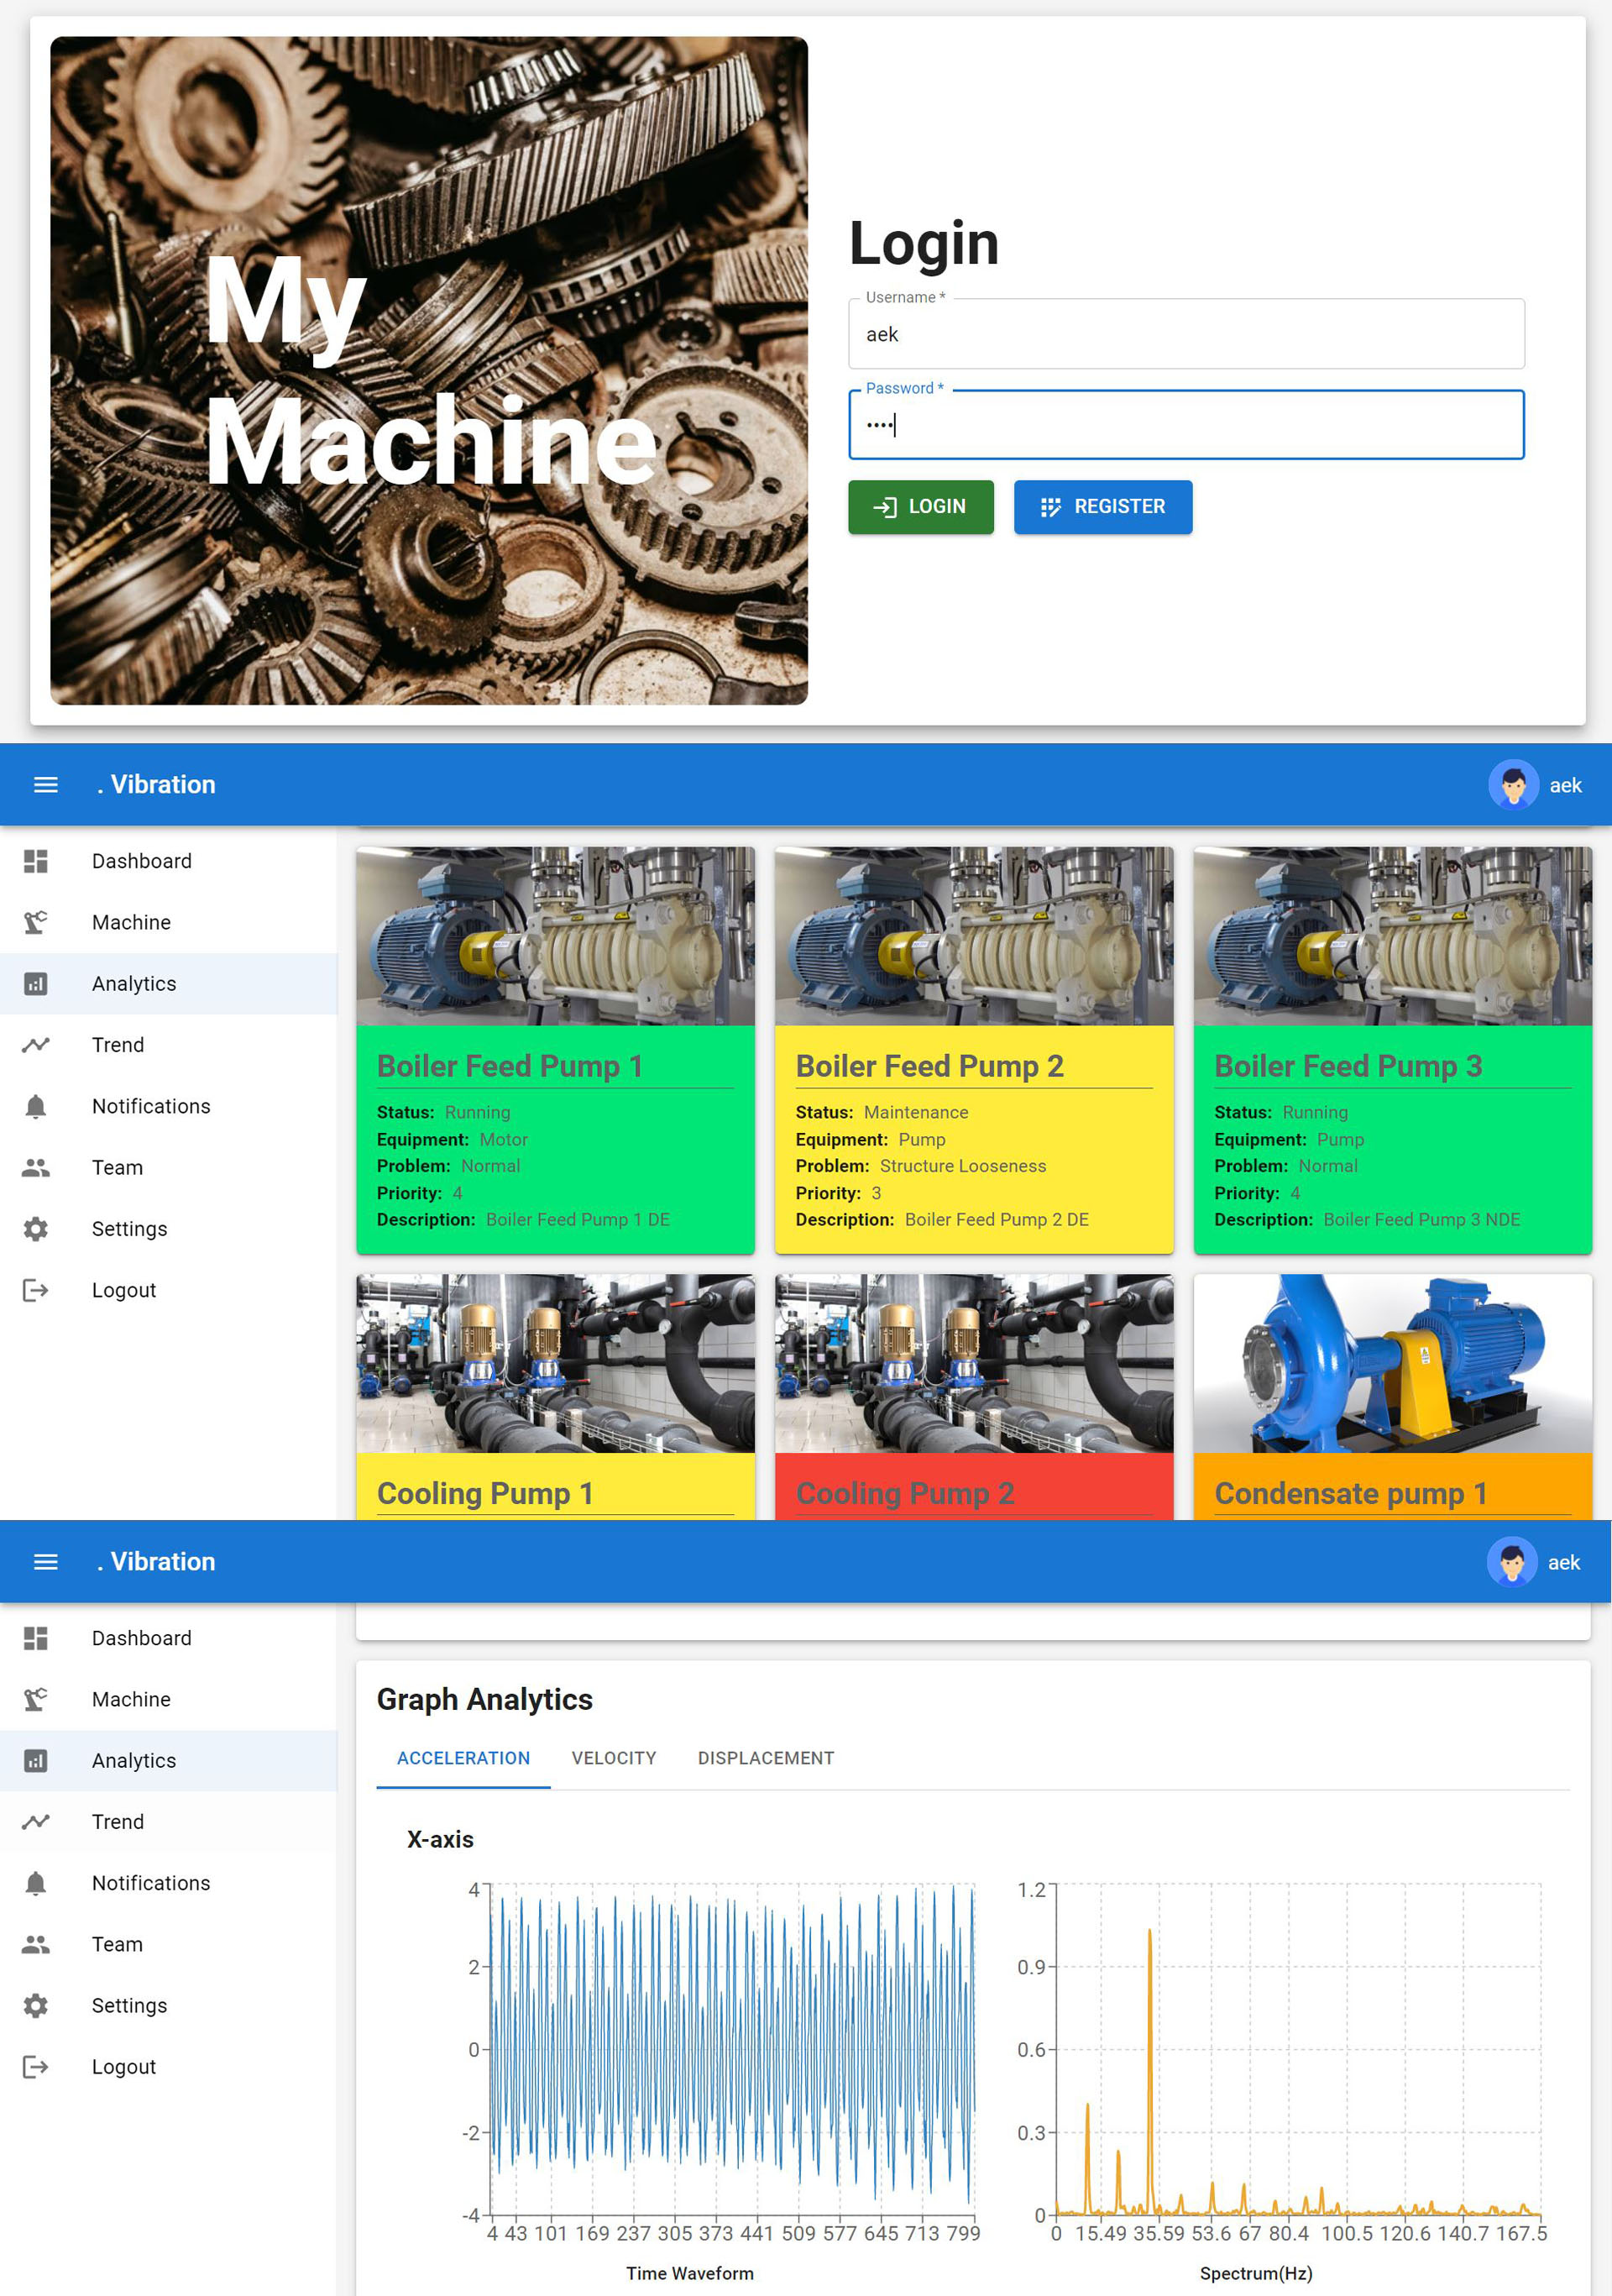 My
Machine
Login
Username *
aek
Password *
••••
LOGIN
REGISTER
. Vibration
aek
Dashboard
Machine
Analytics
Trend
Notifications
Team
Settings
Logout
Boiler Feed Pump 1
Status: Running
Equipment: Motor
Problem: Normal
Priority: 4
Description: Boiler Feed Pump 1 DE
Boiler Feed Pump 2
Status: Maintenance
Equipment: Pump
Problem: Structure Looseness
Priority: 3
Description: Boiler Feed Pump 2 DE
Boiler Feed Pump 3
Status: Running
Equipment: Pump
Problem: Normal
Priority: 4
Description: Boiler Feed Pump 3 NDE
Cooling Pump 1
Cooling Pump 2
Condensate pump 1
. Vibration
aek
Dashboard
Machine
Analytics
Trend
Notifications
Team
Settings
Logout
Graph Analytics
ACCELERATION VELOCITY DISPLACEMENT
X-axis
4
2
0
-2
-4
4 43 101 169 237 305 373 441 509 577 645 713 799
Time Waveform
1.2
0.9
0.6
0.3
0
0 15.49 35.59 53.6 67 80.4 100.5 120.6 140.7 167.5
Spectrum(Hz)